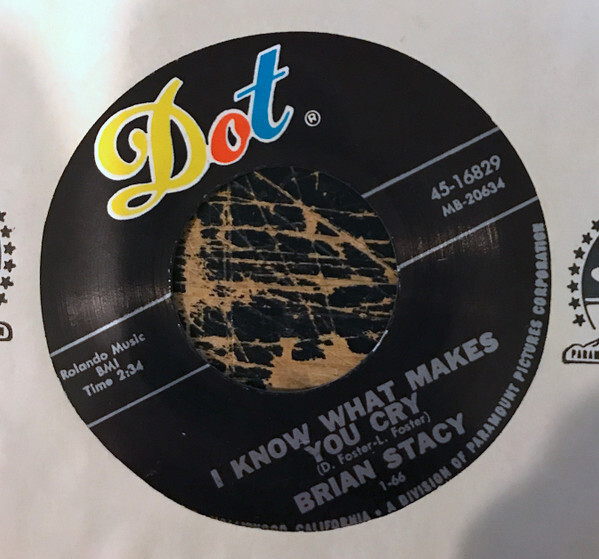 Dot ®
45-16829
MB-20634
Rolando Music
BMI
Time 2:34
I KNOW WHAT MAKES
YOU CRY
(D. Foster-L. Foster)
BRIAN STACY
1-66
CALIFORNIA • A DIVISION OF PARAMOUNT PICTURES CORPORATION